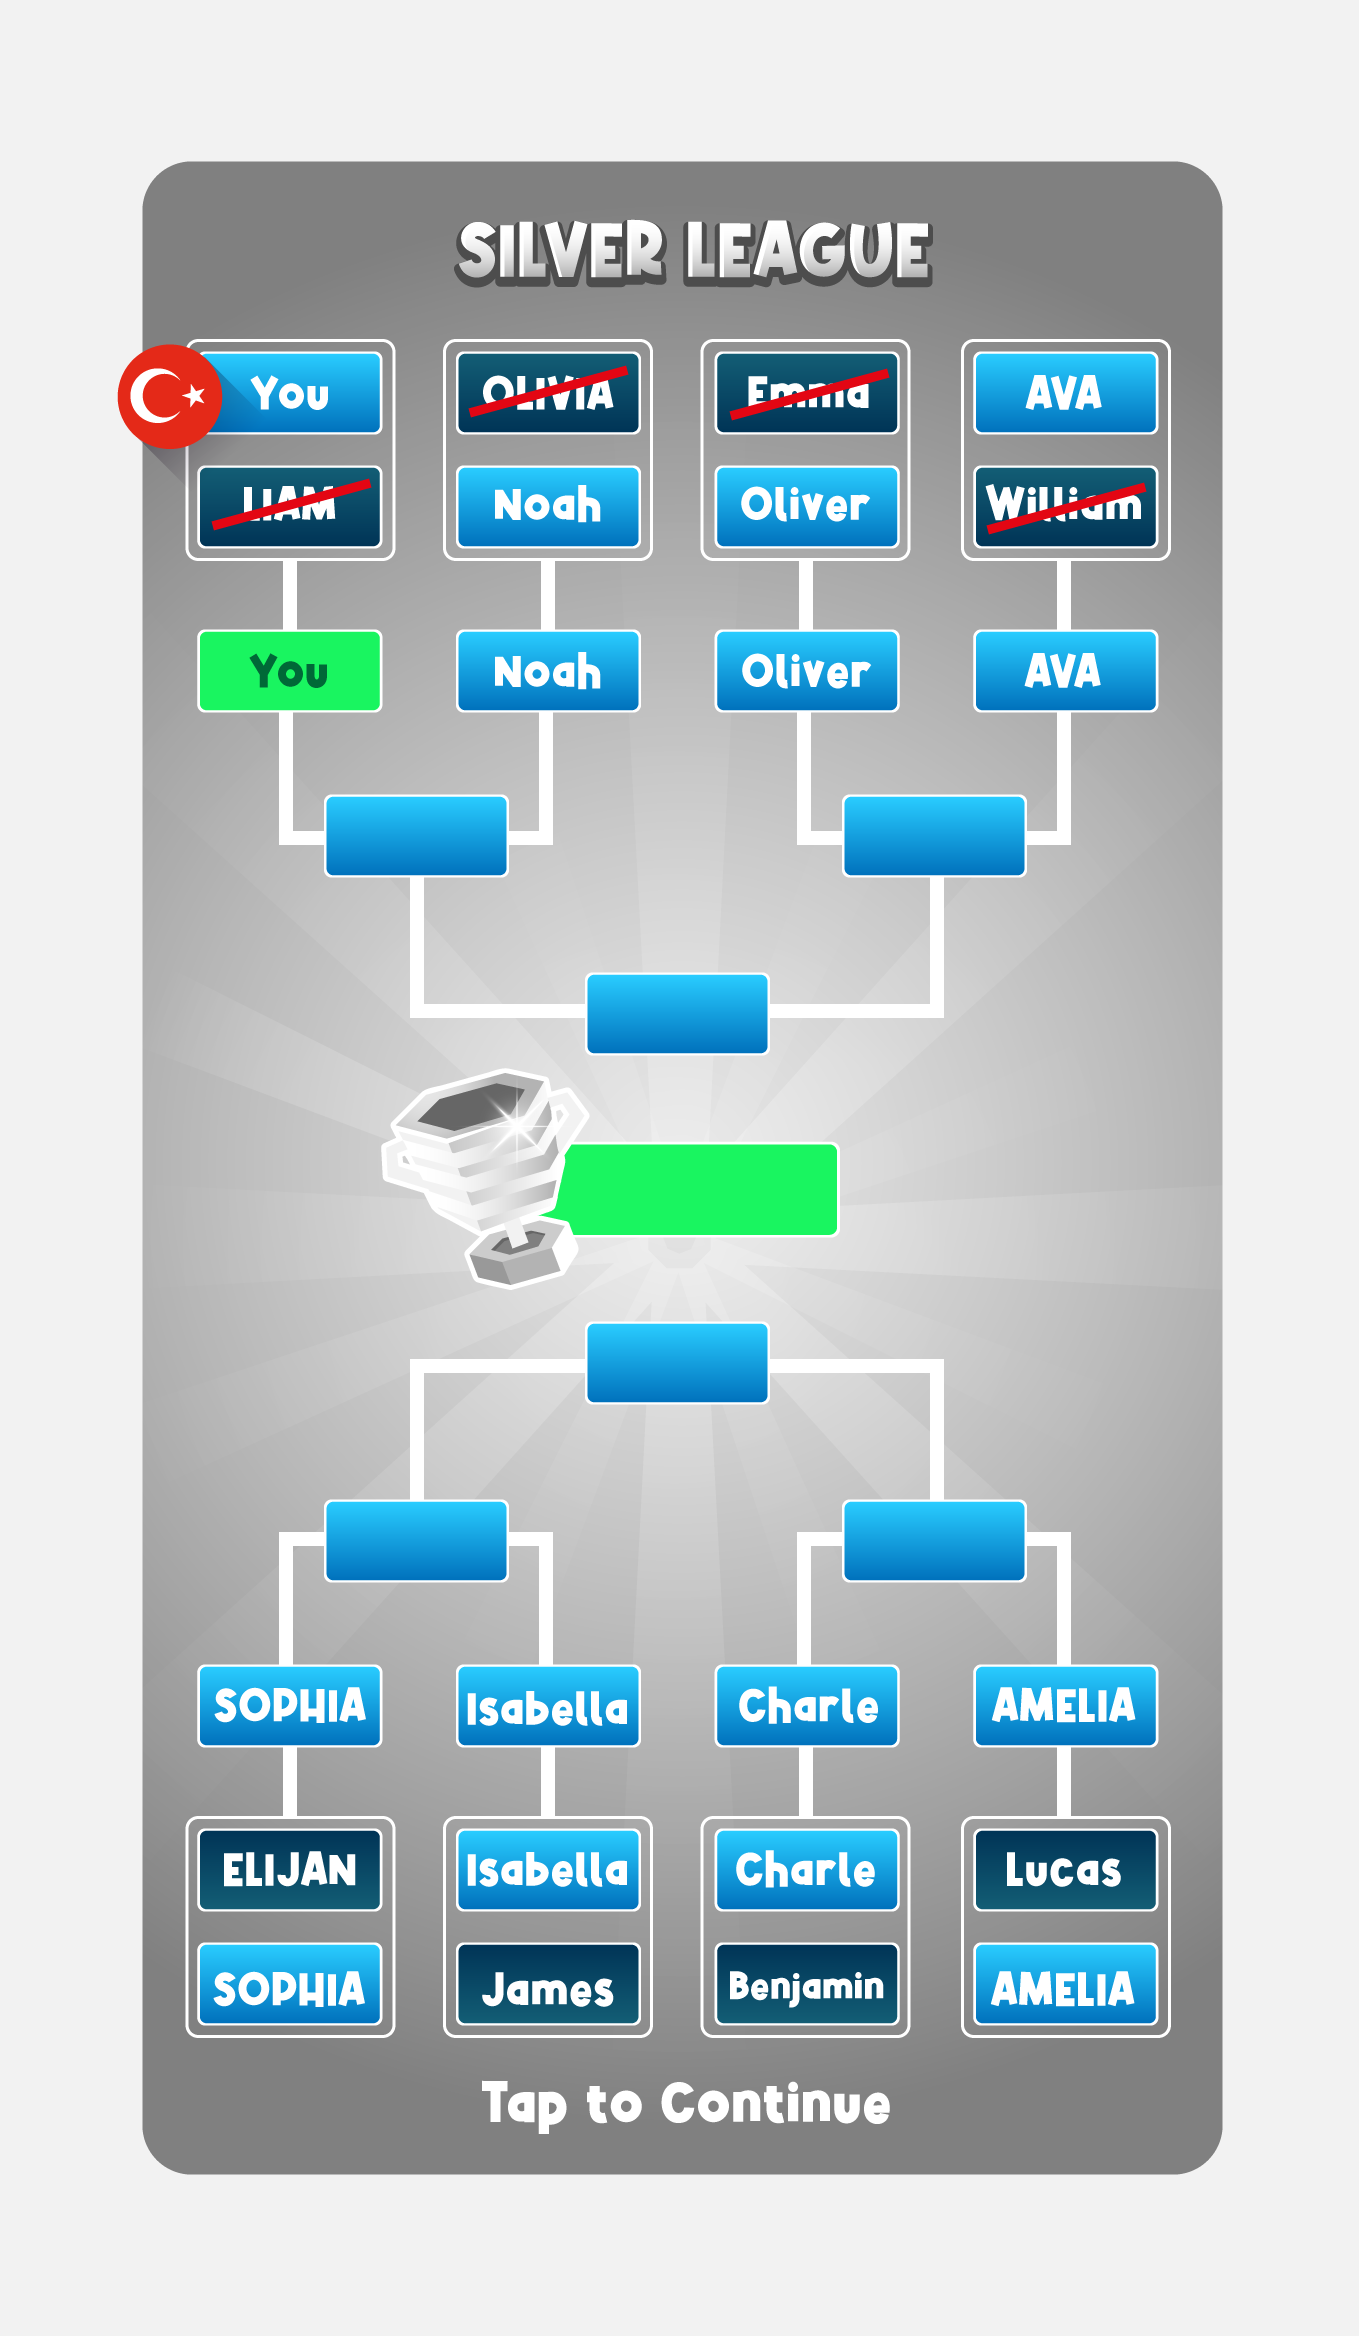 SILVER LEAGUE
You
OLIVIA
Emma
AVA
LIAM
Noah
Oliver
William
You
Noah
Oliver
AVA
SOPHIA
Isabella
Charle
AMELIA
ELIJAN
Isabella
Charle
Lucas
SOPHIA
James
Benjamin
AMELIA
Tap to Continue